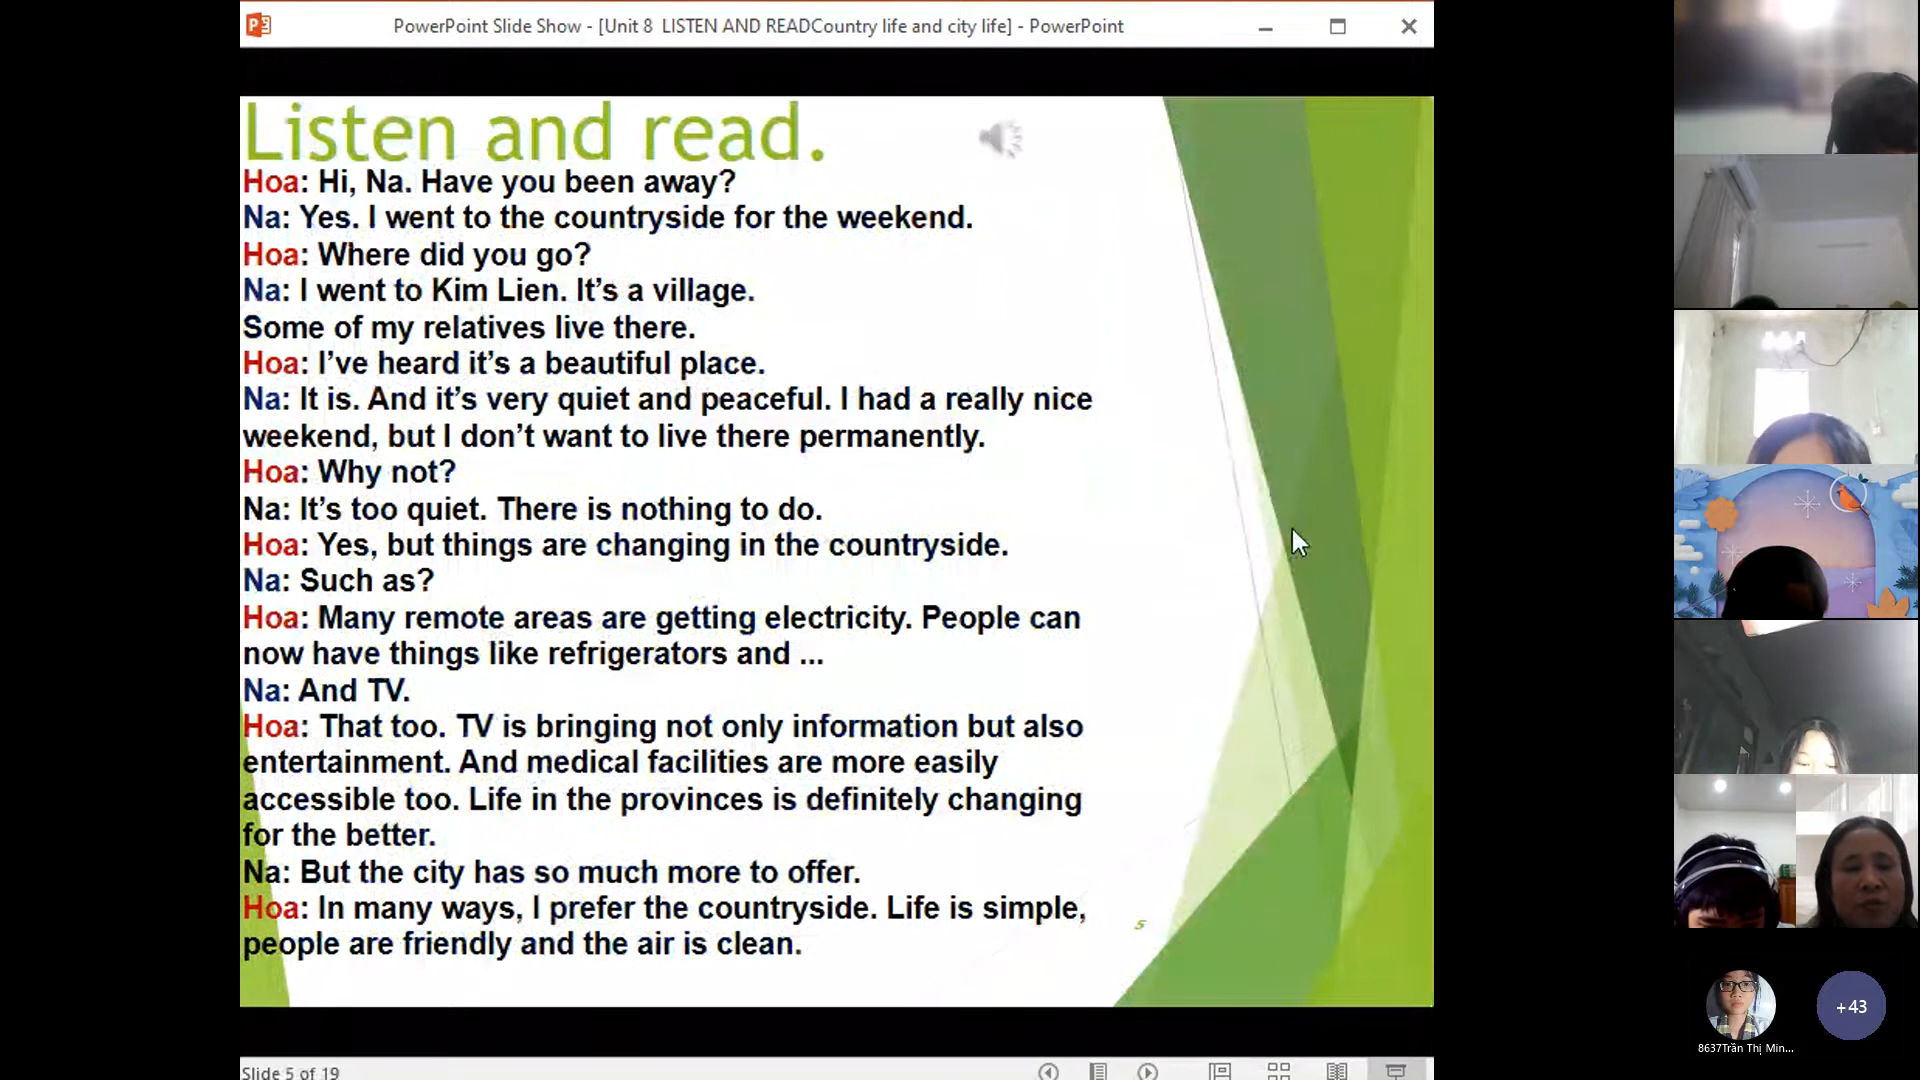 PowerPoint Slide Show - [Unit 8 LISTEN AND READCountry life and city life] - PowerPoint
Listen and read.
Hoa: Hi, Na. Have you been away?
Na: Yes. I went to the countryside for the weekend.
Hoa: Where did you go?
Na: I went to Kim Lien. It’s a village.
Some of my relatives live there.
Hoa: I’ve heard it’s a beautiful place.
Na: It is. And it’s very quiet and peaceful. I had a really nice
weekend, but I don’t want to live there permanently.
Hoa: Why not?
Na: It’s too quiet. There is nothing to do.
Hoa: Yes, but things are changing in the countryside.
Na: Such as?
Hoa: Many remote areas are getting electricity. People can
now have things like refrigerators and ...
Na: And TV.
Hoa: That too. TV is bringing not only information but also
entertainment. And medical facilities are more easily
accessible too. Life in the provinces is definitely changing
for the better.
Na: But the city has so much more to offer.
Hoa: In many ways, I prefer the countryside. Life is simple,
people are friendly and the air is clean.
5
Slide 5 of 19
+43
8637Trần Thị Min...